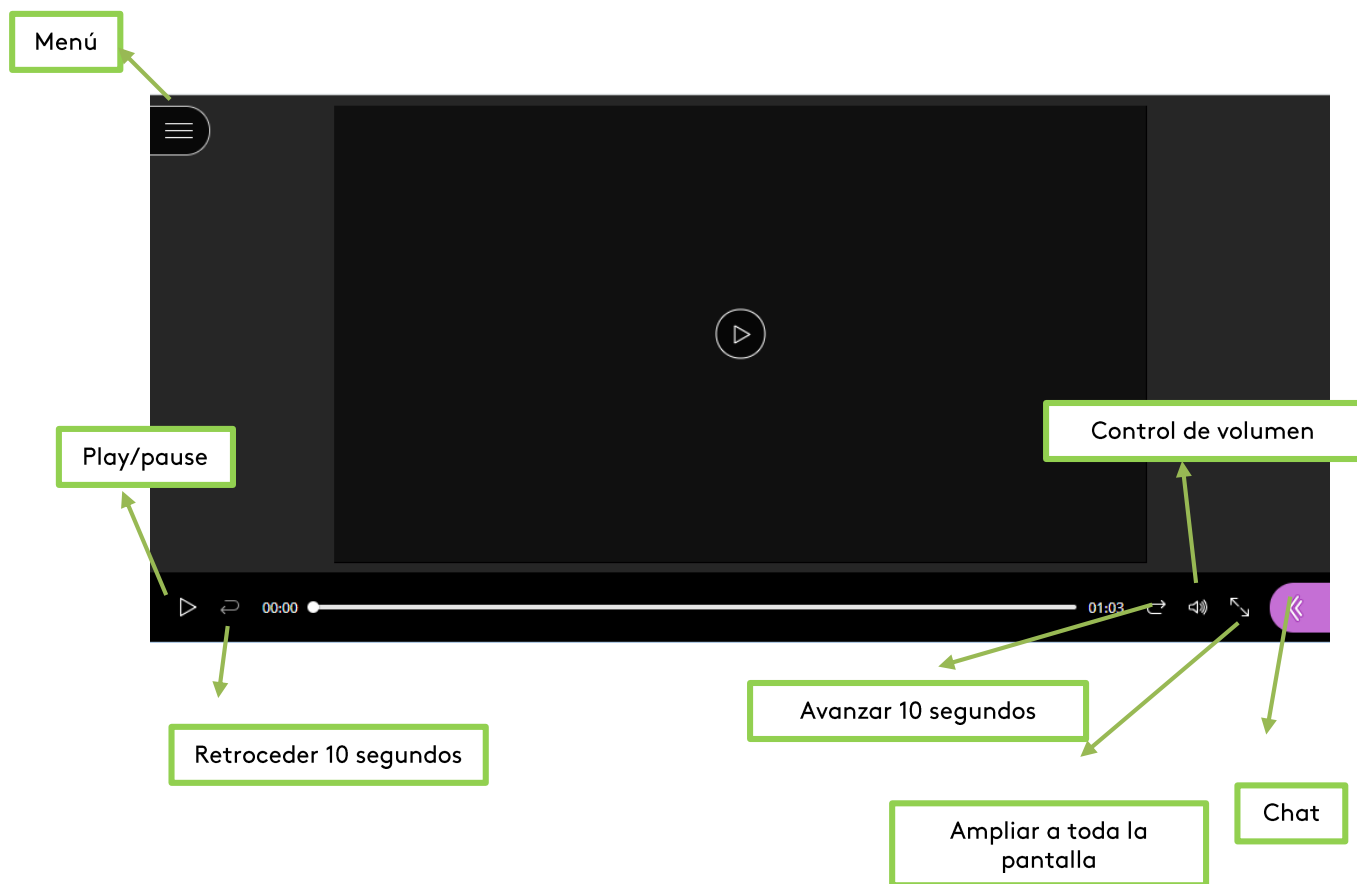 Menú
Control de volumen
Play/pause
00:00
01:03
Avanzar 10 segundos
Retroceder 10 segundos
Chat
Ampliar a toda la
pantalla